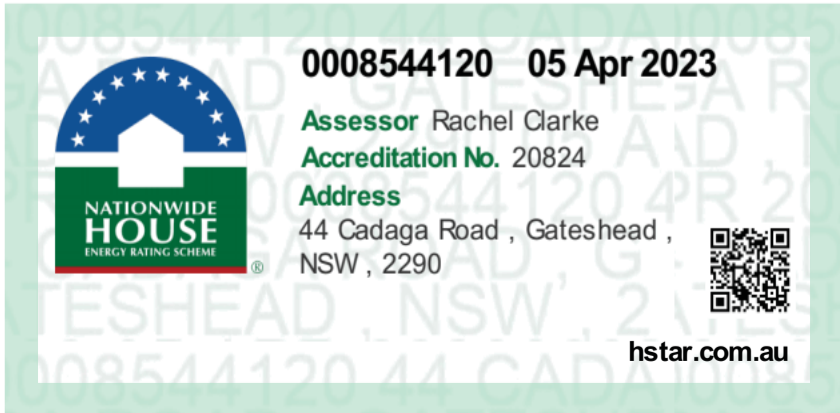 0008544120 05 Apr 2023
Assessor Rachel Clarke
Accreditation No. 20824
Address
44 Cadaga Road , Gateshead ,
NSW , 2290
NATIONWIDE
HOUSE
ENERGY RATING SCHEME
®
hstar.com.au